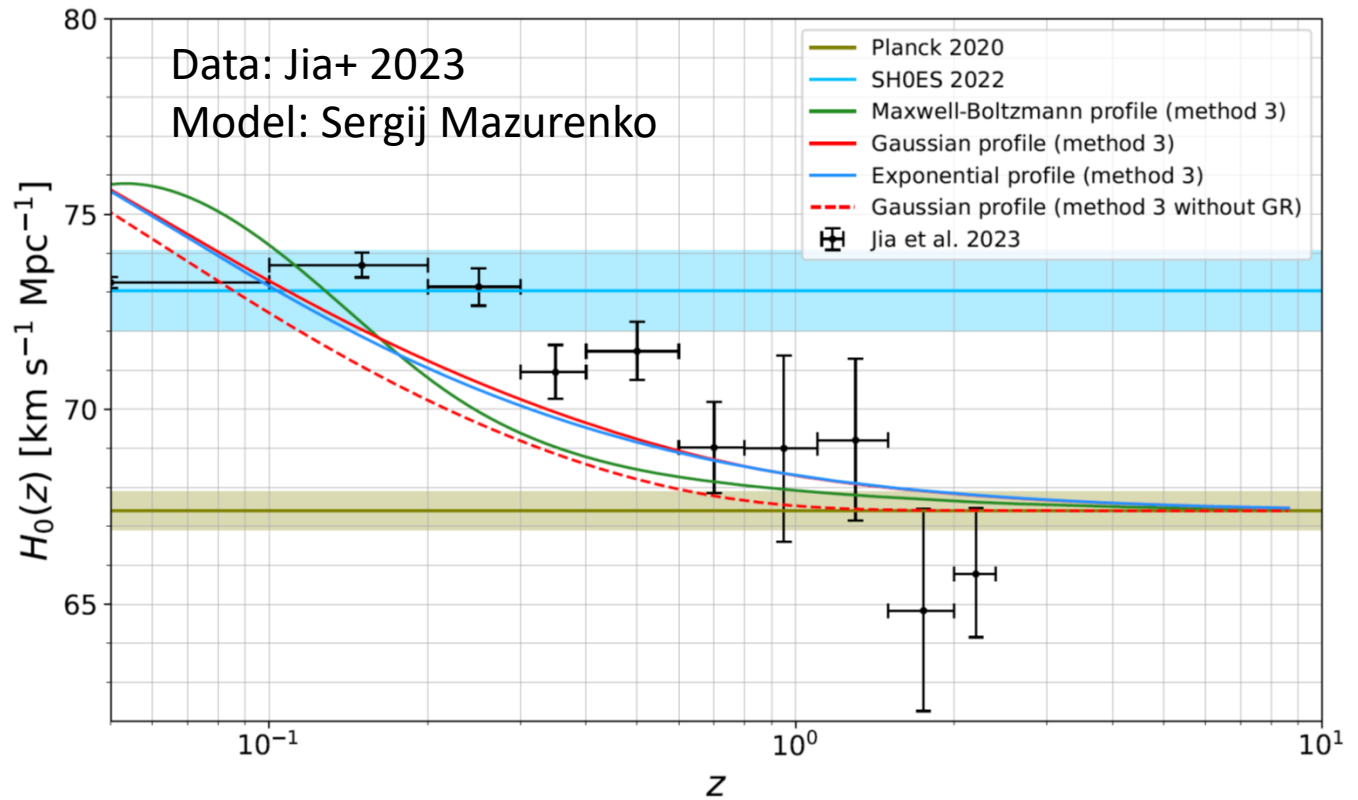 Data: Jia+ 2023
Model: Sergij Mazurenko
Planck 2020
SH0ES 2022
Maxwell-Boltzmann profile (method 3)
Gaussian profile (method 3)
Exponential profile (method 3)
Gaussian profile (method 3 without GR)
Jia et al. 2023
80
75
70
65
H₀(z) [km s⁻¹ Mpc⁻¹]
10⁻¹
10⁰
10¹
z